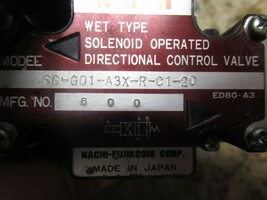 WET TYPE
SOLENOID OPERATED
DIRECTIONAL CONTROL VALVE
MODEL SS-G01-A3X-R-C1-20
MFG. NO. 600 ED80-A3
NACHI-FUJIKOSHI CORP.
MADE IN JAPAN